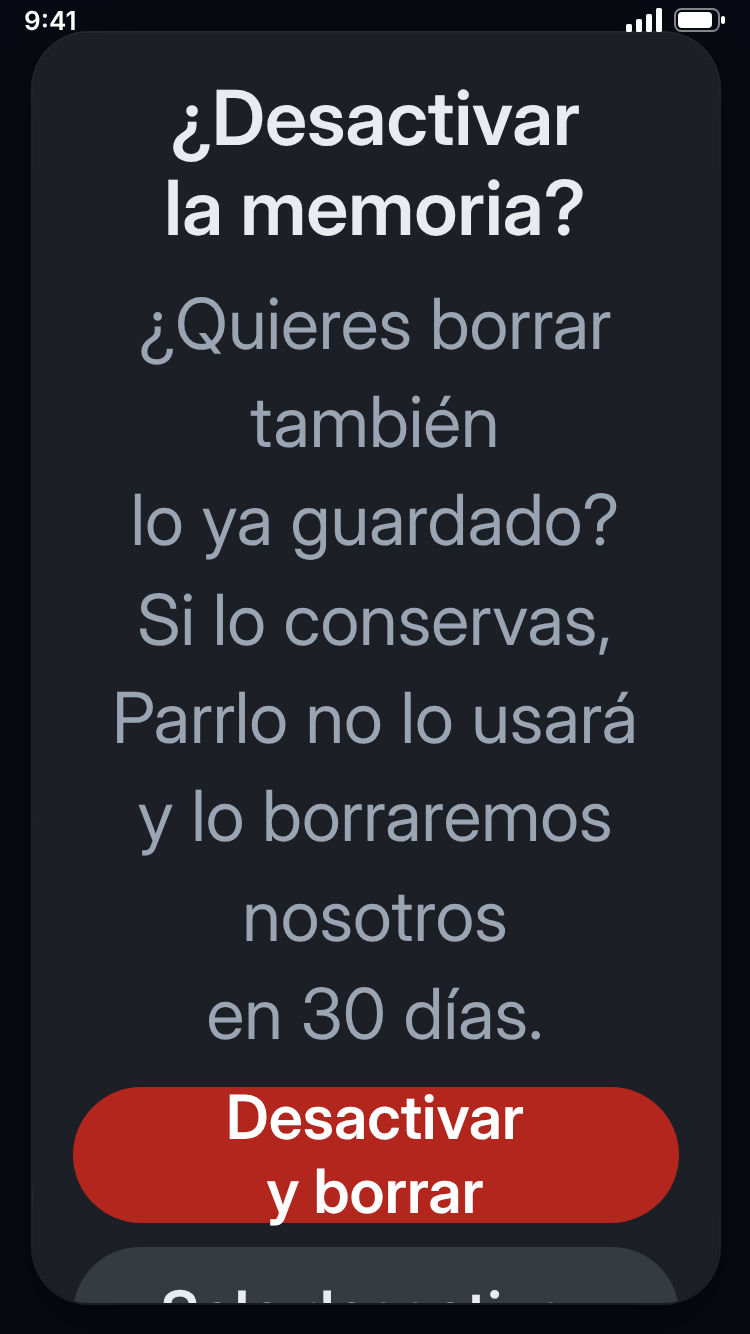 9:41
¿Desactivar
la memoria?
¿Quieres borrar
también
lo ya guardado?
Si lo conservas,
Parrlo no lo usará
y lo borraremos
nosotros
en 30 días.
Desactivar
y borrar